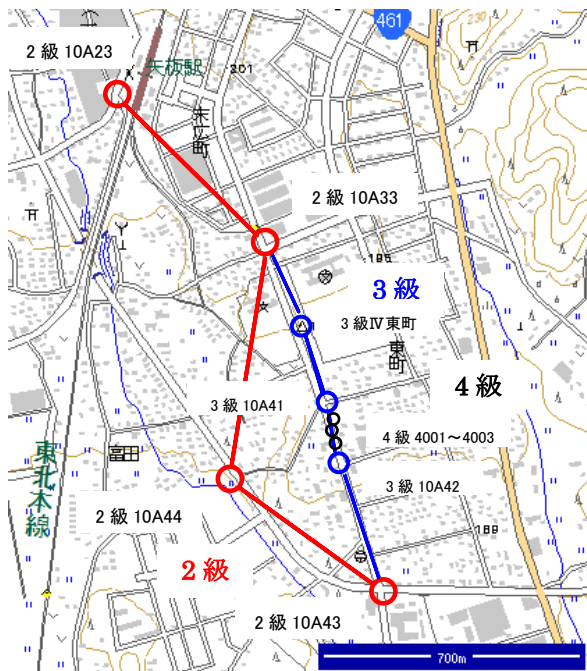 461
230
2級 10A23
矢板駅
201
末広町
2級 10A33
195
3級
3級Ⅳ東町
東町
4級
3級 10A41
4級 4001～4003
富田
東北本線
3級 10A42
2級 10A44
189
2級
2級 10A43
700m